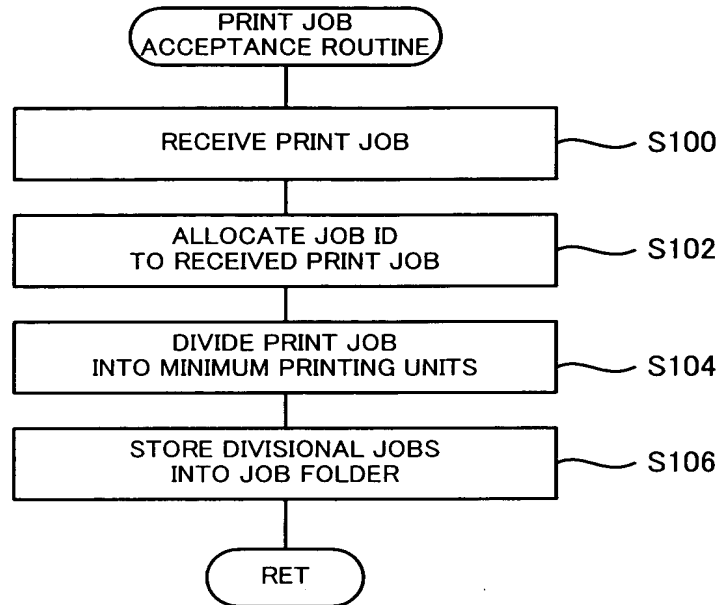 PRINT JOB
ACCEPTANCE ROUTINE
RECEIVE PRINT JOB
S100
ALLOCATE JOB ID
TO RECEIVED PRINT JOB
S102
DIVIDE PRINT JOB
INTO MINIMUM PRINTING UNITS
S104
STORE DIVISIONAL JOBS
INTO JOB FOLDER
S106
RET